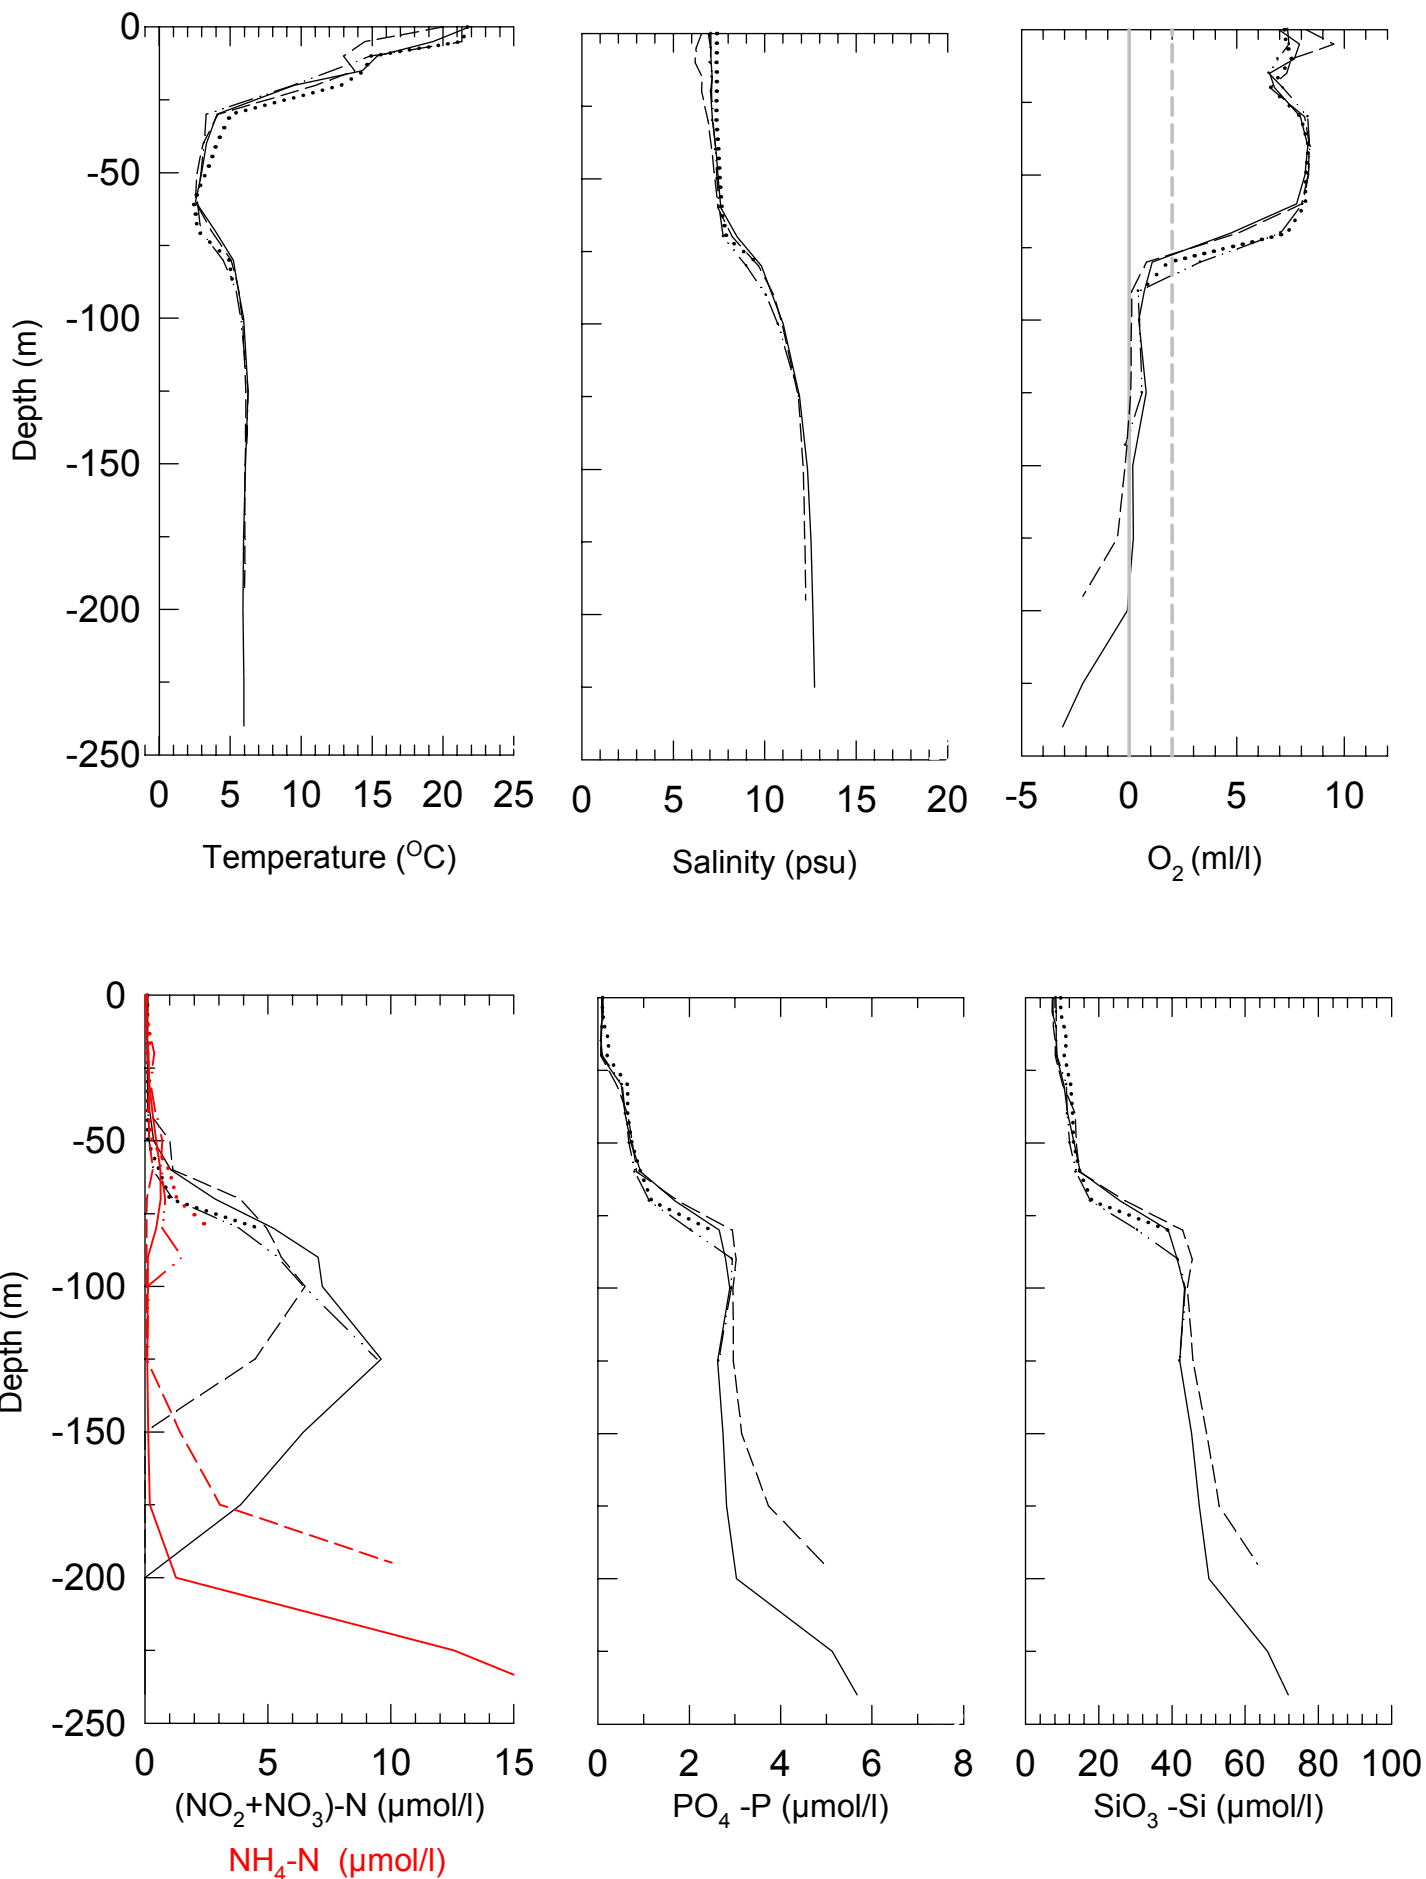 0
-50
-100
-150
-200
-250
Depth (m)
0 5 10 15 20 25
Temperature (OC)
0 5 10 15 20
Salinity (psu)
-5 0 5 10
O2 (ml/l)
0
-50
-100
-150
-200
-250
Depth (m)
0 5 10 15
(NO2+NO3)-N (µmol/l)
NH4-N (µmol/l)
0 2 4 6 8
PO4 -P (µmol/l)
0 20 40 60 80 100
SiO3 -Si (µmol/l)